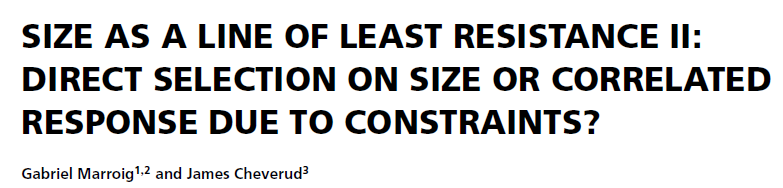 SIZE AS A LINE OF LEAST RESISTANCE II:
DIRECT SELECTION ON SIZE OR CORRELATED
RESPONSE DUE TO CONSTRAINTS?
Gabriel Marroig1,2 and James Cheverud3